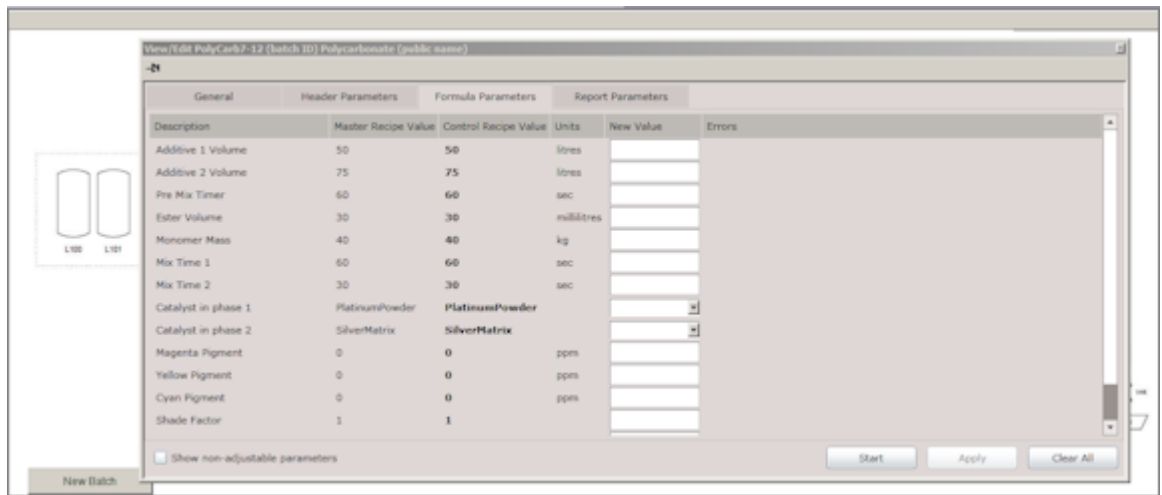 View/Edit PolyCarb7-12 (batch ID) Polycarbonate (public name)
General Header Parameters Formula Parameters Report Parameters
Description Master Recipe Value Control Recipe Value Units New Value Errors
Additive 1 Volume 50 50 litres
Additive 2 Volume 75 75 litres
Pre Mix Timer 60 60 sec
Ester Volume 30 30 millilitres
Monomer Mass 40 40 kg
Mix Time 1 60 60 sec
Mix Time 2 30 30 sec
Catalyst in phase 1 PlatinumPowder PlatinumPowder
Catalyst in phase 2 SilverMatrix SilverMatrix
Magenta Pigment 0 0 ppm
Yellow Pigment 0 0 ppm
Cyan Pigment 0 0 ppm
Shade Factor 1 1
Show non-adjustable parameters Start Apply Clear All
L100 L101
New Batch